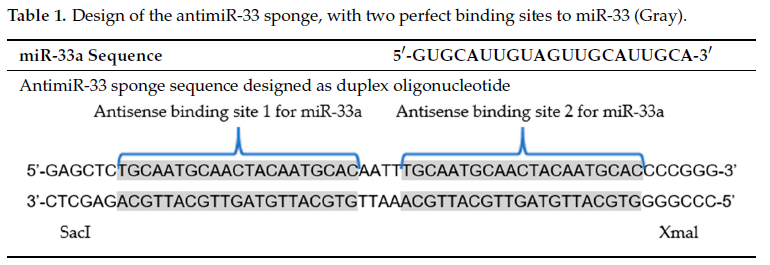 Table 1. Design of the antimiR-33 sponge, with two perfect binding sites to miR-33 (Gray).
miR-33a Sequence 5′-GUGCAUUGUAGUUGCAUUGCA-3′
AntimiR-33 sponge sequence designed as duplex oligonucleotide
Antisense binding site 1 for miR-33a Antisense binding site 2 for miR-33a
5'-GAGCTCTGCAATGCAACTACAATGCACAATTTGCAATGCAACTACAATGCACCCCGGG-3'
3'-CTCGAGACGTTACGTTGATGTTACGTGTTAAACGTTACGTTGATGTTACGTGGGGCCC-5'
SacI XmaI